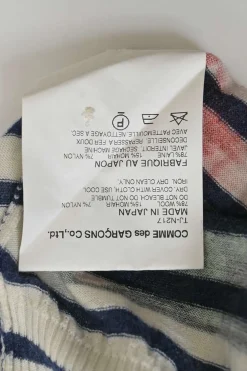 COMME des GARÇONS Co.,Ltd.
MADE IN JAPAN
TJ-N217
78% WOOL 15% MOHAIR 7% NYLON
DO NOT BLEACH DO NOT TUMBLE
DRY. COVER WITH CLOTH, USE COOL
IRON. DRY CLEAN ONLY.
78% LAINE 15% MOHAIR 7% NYLON
JAVEL INTERDIT. SECHAGE MACHINE
DECONSEILLE. REPASSER A FER DOUX
AVEC PATTEMOUILLE. NETTOYAGE A SEC
FABRIQUE AU JAPON
P